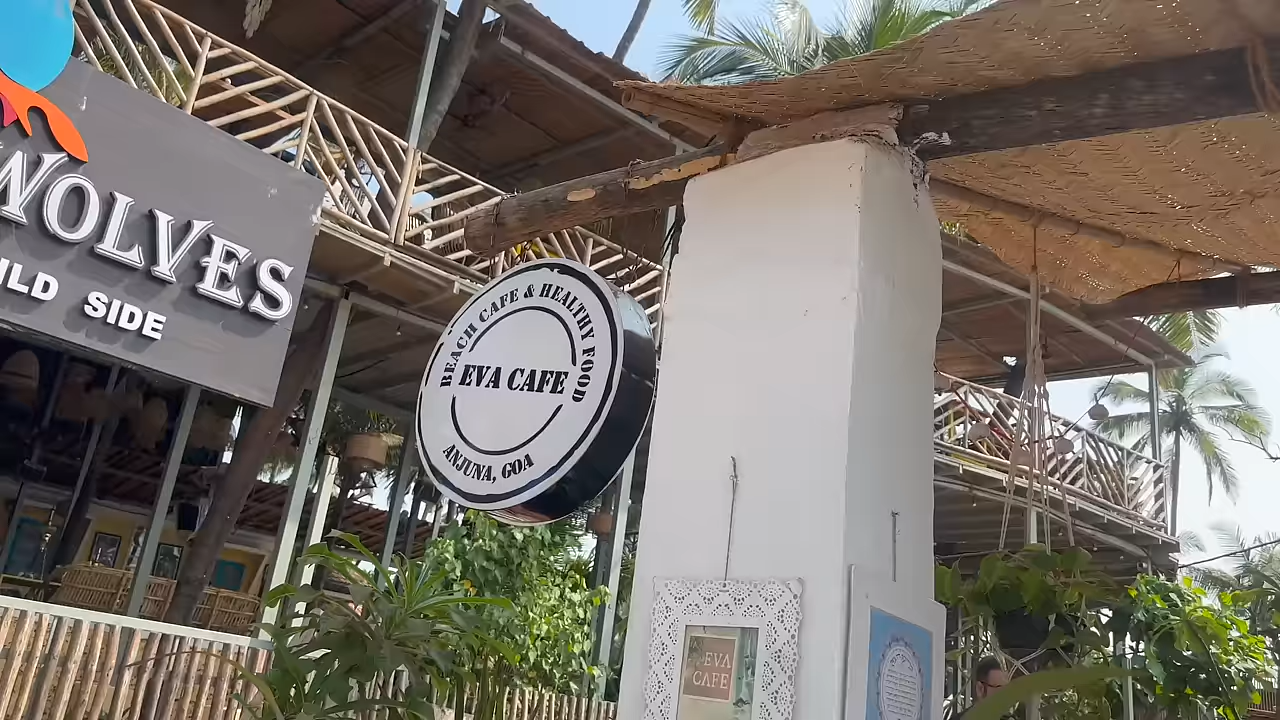 WOLVES
ILD SIDE
BEACH CAFE & HEALTHY FOOD
EVA CAFE
ANJUNA, GOA
EVA
CAFE